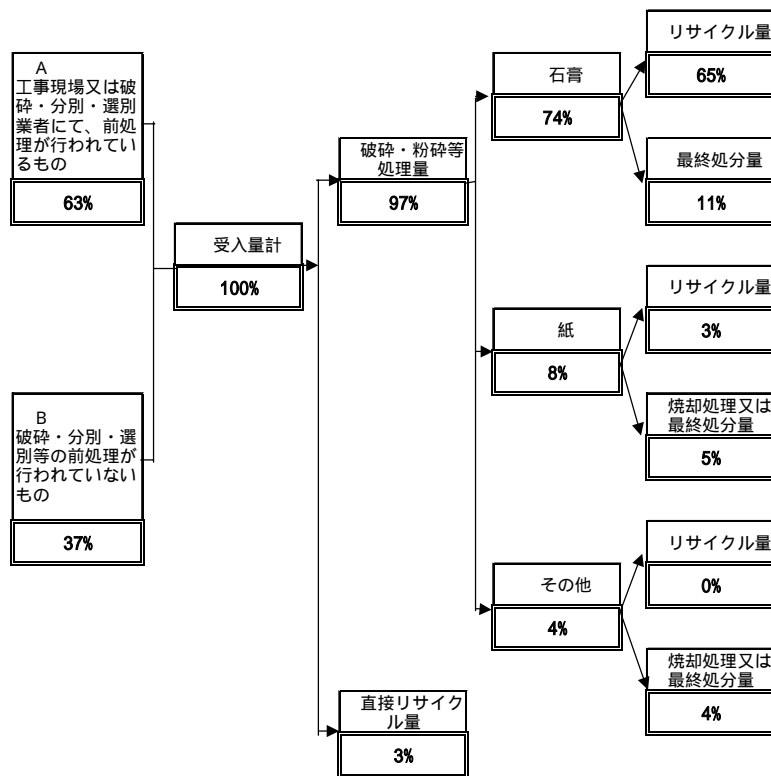 A
工事現場又は破
砕・分別・選別
業者にて、前処
理が行われてい
るもの
63%
B
破砕・分別・選
別等の前処理が
行われていない
もの
37%
受入量計
100%
破砕・粉砕等
処理量
97%
直接リサイク
ル量
3%
石膏
74%
紙
8%
その他
4%
リサイクル量
65%
最終処分量
11%
リサイクル量
3%
焼却処理又は
最終処分量
5%
リサイクル量
0%
焼却処理又は
最終処分量
4%